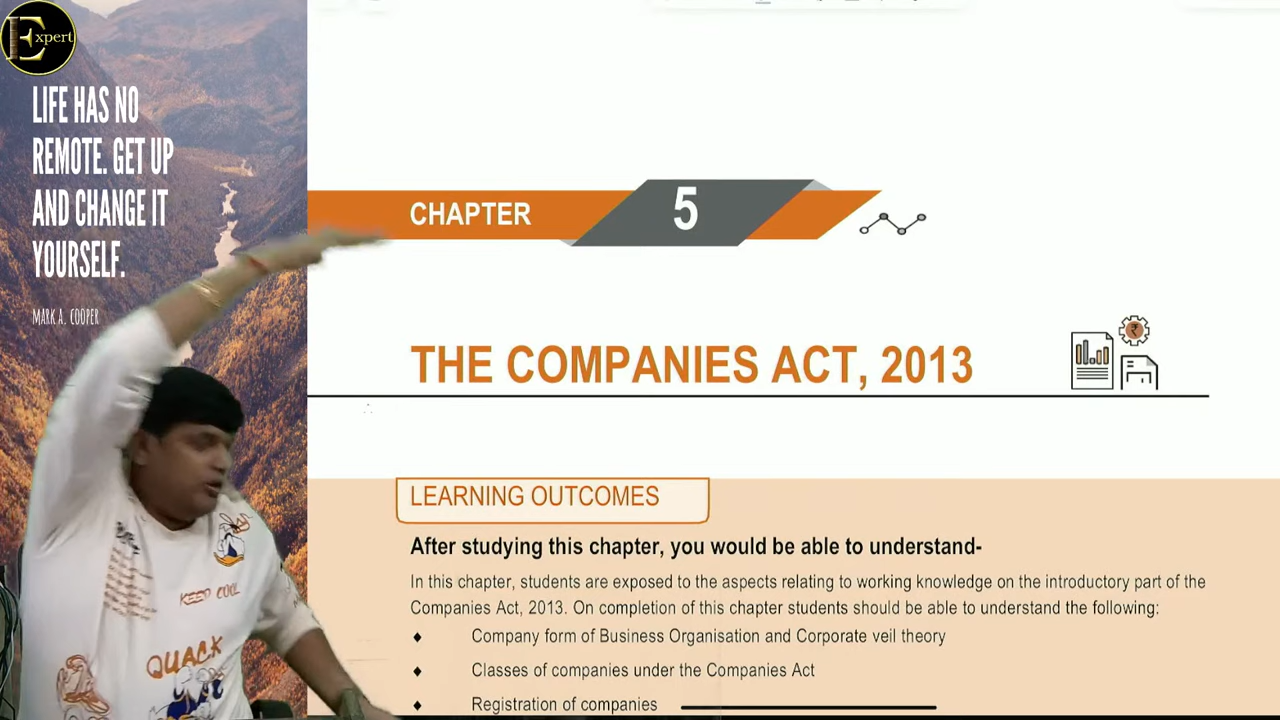 Expert
LIFE HAS NO
REMOTE. GET UP
AND CHANGE IT
YOURSELF.
MARK A. COOPER
CHAPTER 5
THE COMPANIES ACT, 2013
LEARNING OUTCOMES
After studying this chapter, you would be able to understand-
In this chapter, students are exposed to the aspects relating to working knowledge on the introductory part of the
Companies Act, 2013. On completion of this chapter students should be able to understand the following:
♦ Company form of Business Organisation and Corporate veil theory
♦ Classes of companies under the Companies Act
♦ Registration of companies
KEEP COOL
QUACK